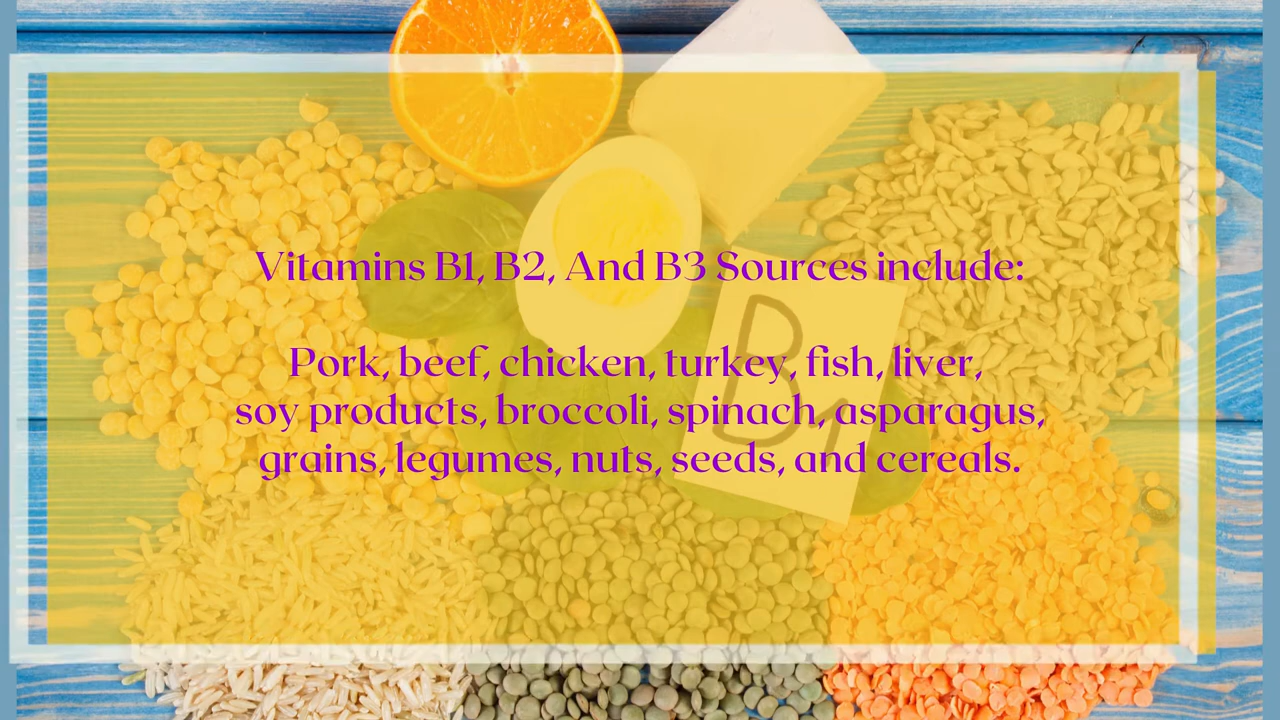 Vitamins B1, B2, And B3 Sources include:
Pork, beef, chicken, turkey, fish, liver,
soy products, broccoli, spinach, asparagus,
grains, legumes, nuts, seeds, and cereals.
B1